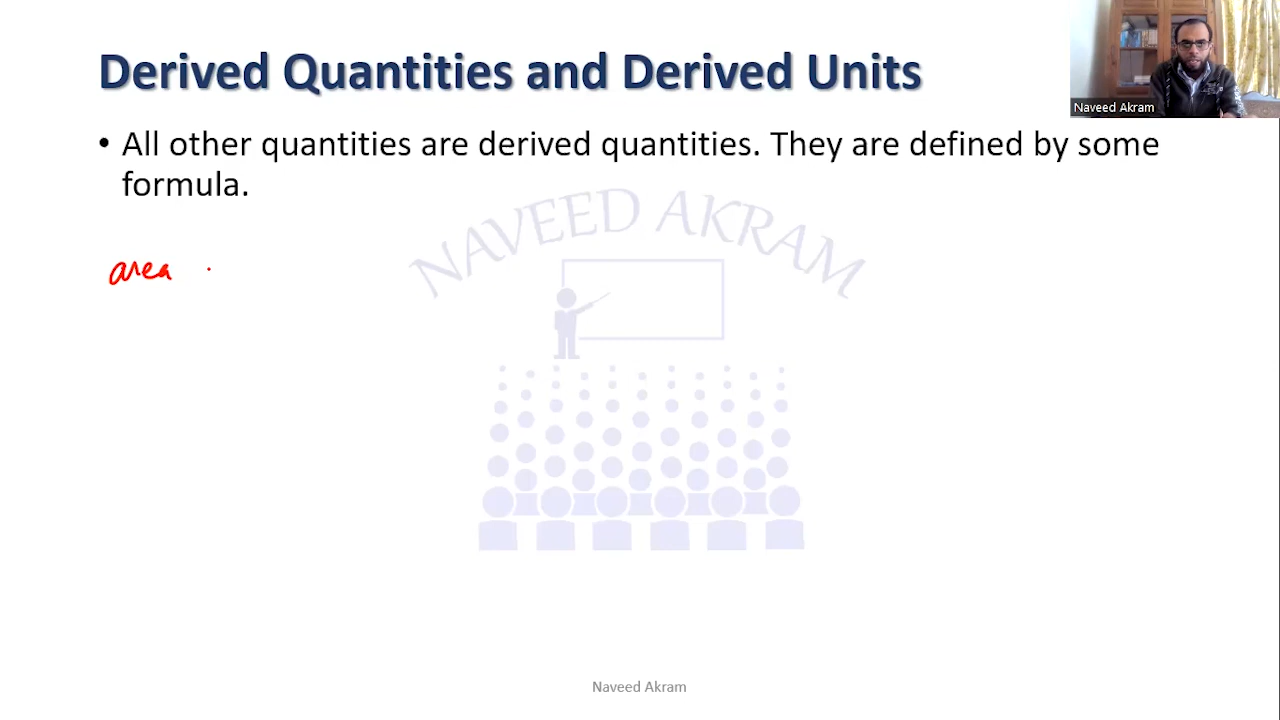 Derived Quantities and Derived Units
Naveed Akram
• All other quantities are derived quantities. They are defined by some
formula.
NAVEED AKRAM
area
Naveed Akram